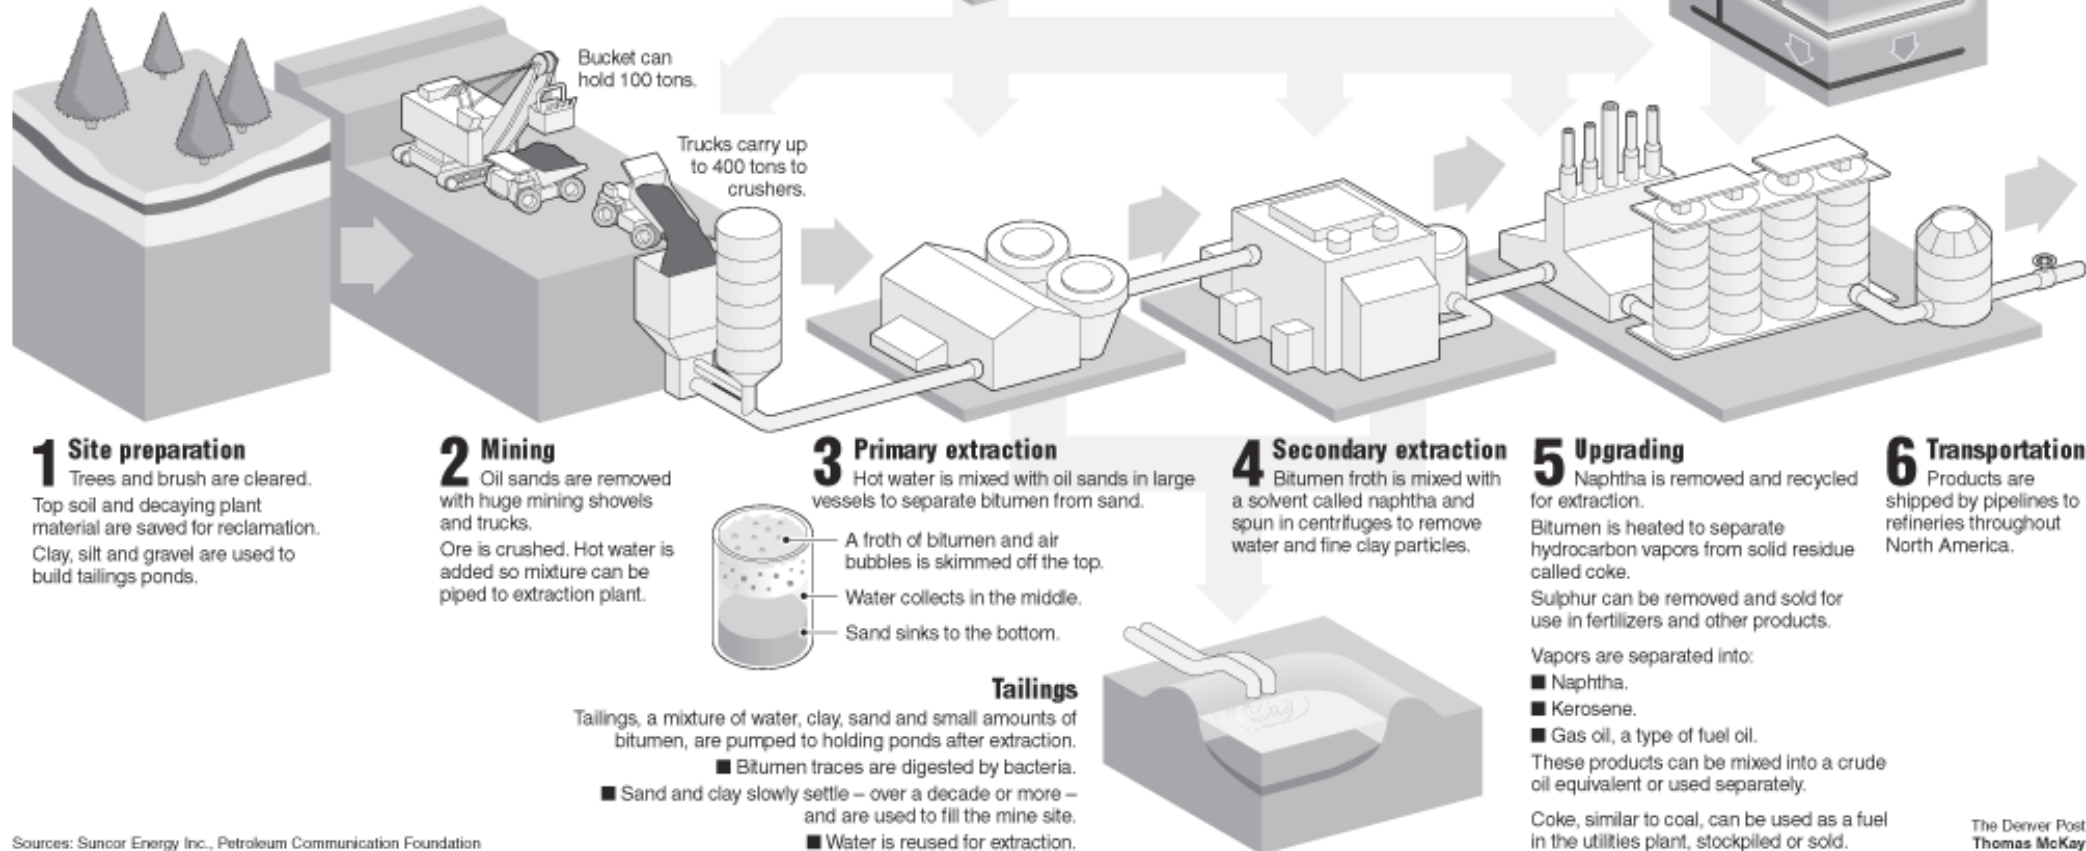 Bucket can
hold 100 tons.
Trucks carry up
to 400 tons to
crushers.
1 Site preparation
Trees and brush are cleared.
Top soil and decaying plant
material are saved for reclamation.
Clay, silt and gravel are used to
build tailings ponds.
2 Mining
Oil sands are removed
with huge mining shovels
and trucks.
Ore is crushed. Hot water is
added so mixture can be
piped to extraction plant.
3 Primary extraction
Hot water is mixed with oil sands in large
vessels to separate bitumen from sand.
A froth of bitumen and air
bubbles is skimmed off the top.
Water collects in the middle.
Sand sinks to the bottom.
4 Secondary extraction
Bitumen froth is mixed with
a solvent called naphtha and
spun in centrifuges to remove
water and fine clay particles.
5 Upgrading
Naphtha is removed and recycled
for extraction.
Bitumen is heated to separate
hydrocarbon vapors from solid residue
called coke.
Sulphur can be removed and sold for
use in fertilizers and other products.
Vapors are separated into:
■ Naphtha.
■ Kerosene.
■ Gas oil, a type of fuel oil.
These products can be mixed into a crude
oil equivalent or used separately.
Coke, similar to coal, can be used as a fuel
in the utilities plant, stockpiled or sold.
6 Transportation
Products are
shipped by pipelines to
refineries throughout
North America.
Tailings
Tailings, a mixture of water, clay, sand and small amounts of
bitumen, are pumped to holding ponds after extraction.
■ Bitumen traces are digested by bacteria.
■ Sand and clay slowly settle – over a decade or more –
and are used to fill the mine site.
■ Water is reused for extraction.
Sources: Suncor Energy Inc., Petroleum Communication Foundation
The Denver Post
Thomas McKay